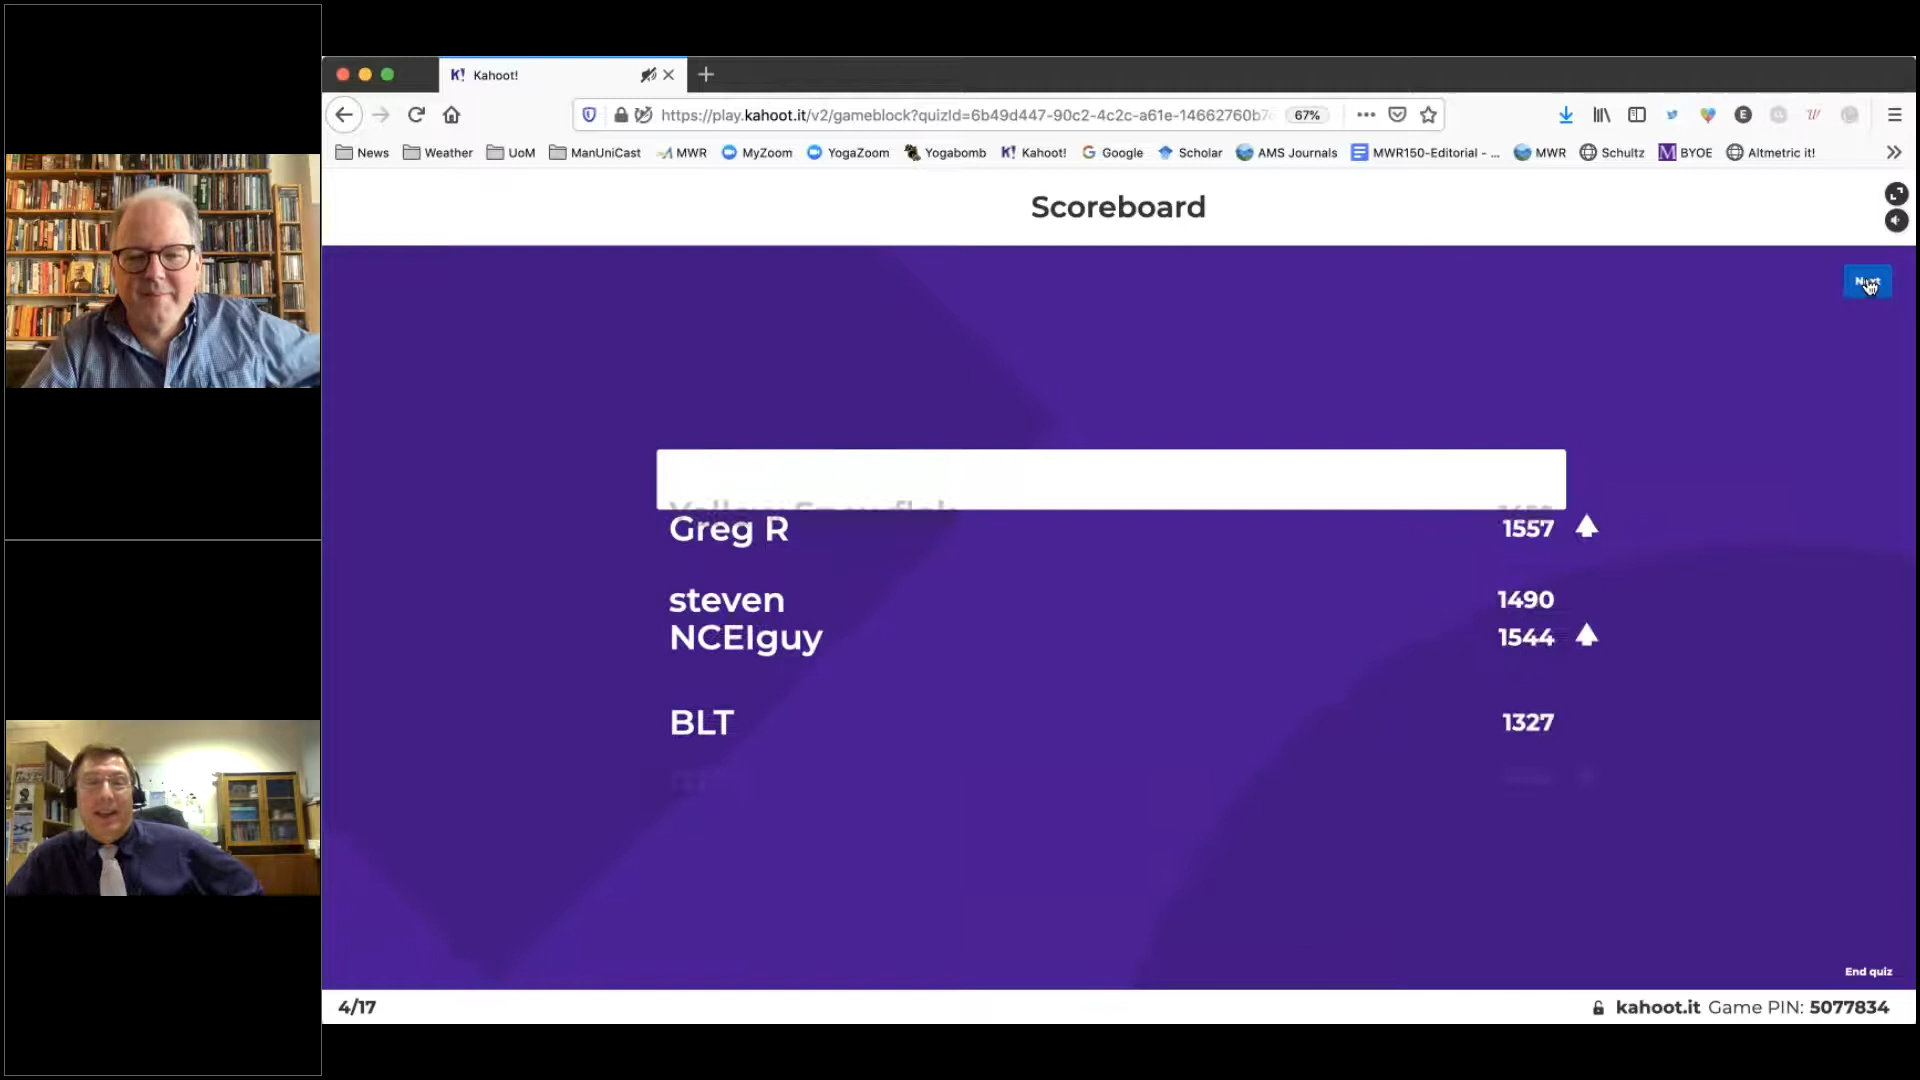 Kahoot!
https://play.kahoot.it/v2/gameblock?quizId=6b49d447-90c2-4c2c-a61e-14662760b7
67%
News Weather UoM ManUniCast MWR MyZoom YogaZoom Yogabomb K! Kahoot! Google Scholar AMS Journals MWR150-Editorial - ... MWR Schultz BYOE Altmetric it!
Scoreboard
Next
Greg R 1557
steven 1490
NCEIguy 1544
BLT 1327
End quiz
4/17
kahoot.it Game PIN: 5077834